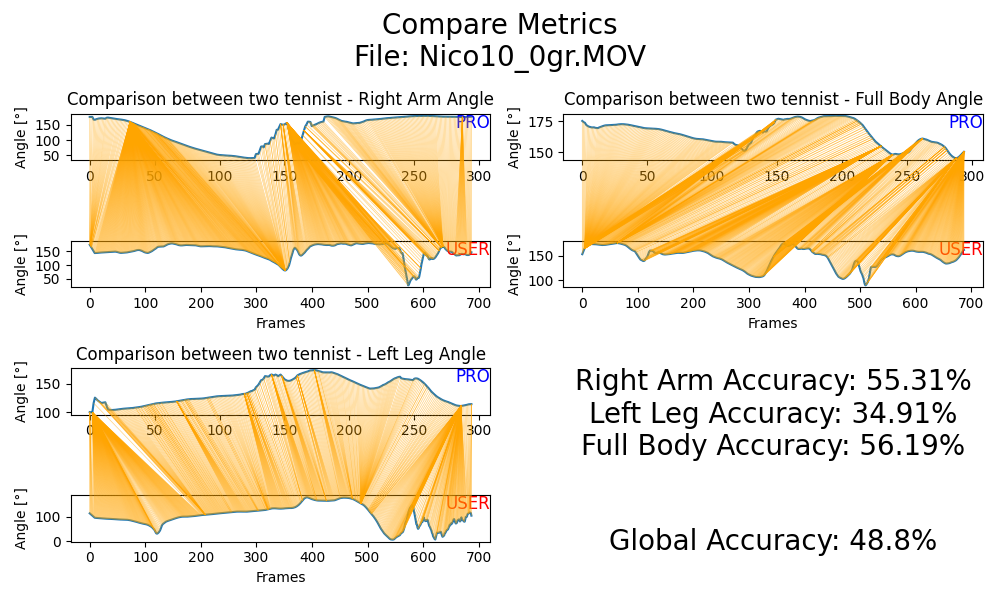 Compare Metrics
File: Nico10_0gr.MOV
Comparison between two tennist - Right Arm Angle
Angle [°]
150
100
50
PRO
0 50 100 150 200 250 300
Angle [°]
150
100
50
USER
0 100 200 300 400 500 600 700
Frames
Comparison between two tennist - Full Body Angle
Angle [°]
175
150
PRO
0 50 100 150 200 250 300
Angle [°]
150
100
USER
0 100 200 300 400 500 600 700
Frames
Comparison between two tennist - Left Leg Angle
Angle [°]
150
100
PRO
0 50 100 150 200 250 300
Angle [°]
100
0
USER
0 100 200 300 400 500 600 700
Frames
Right Arm Accuracy: 55.31%
Left Leg Accuracy: 34.91%
Full Body Accuracy: 56.19%
Global Accuracy: 48.8%